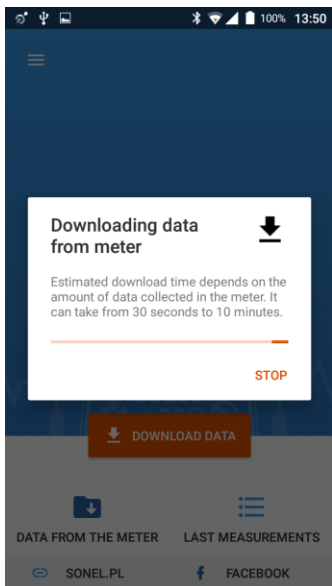 100% 13:50
Downloading data
from meter
Estimated download time depends on the
amount of data collected in the meter. It
can take from 30 seconds to 10 minutes.
STOP
DOWNLOAD DATA
DATA FROM THE METER LAST MEASUREMENTS
SONEL.PL FACEBOOK